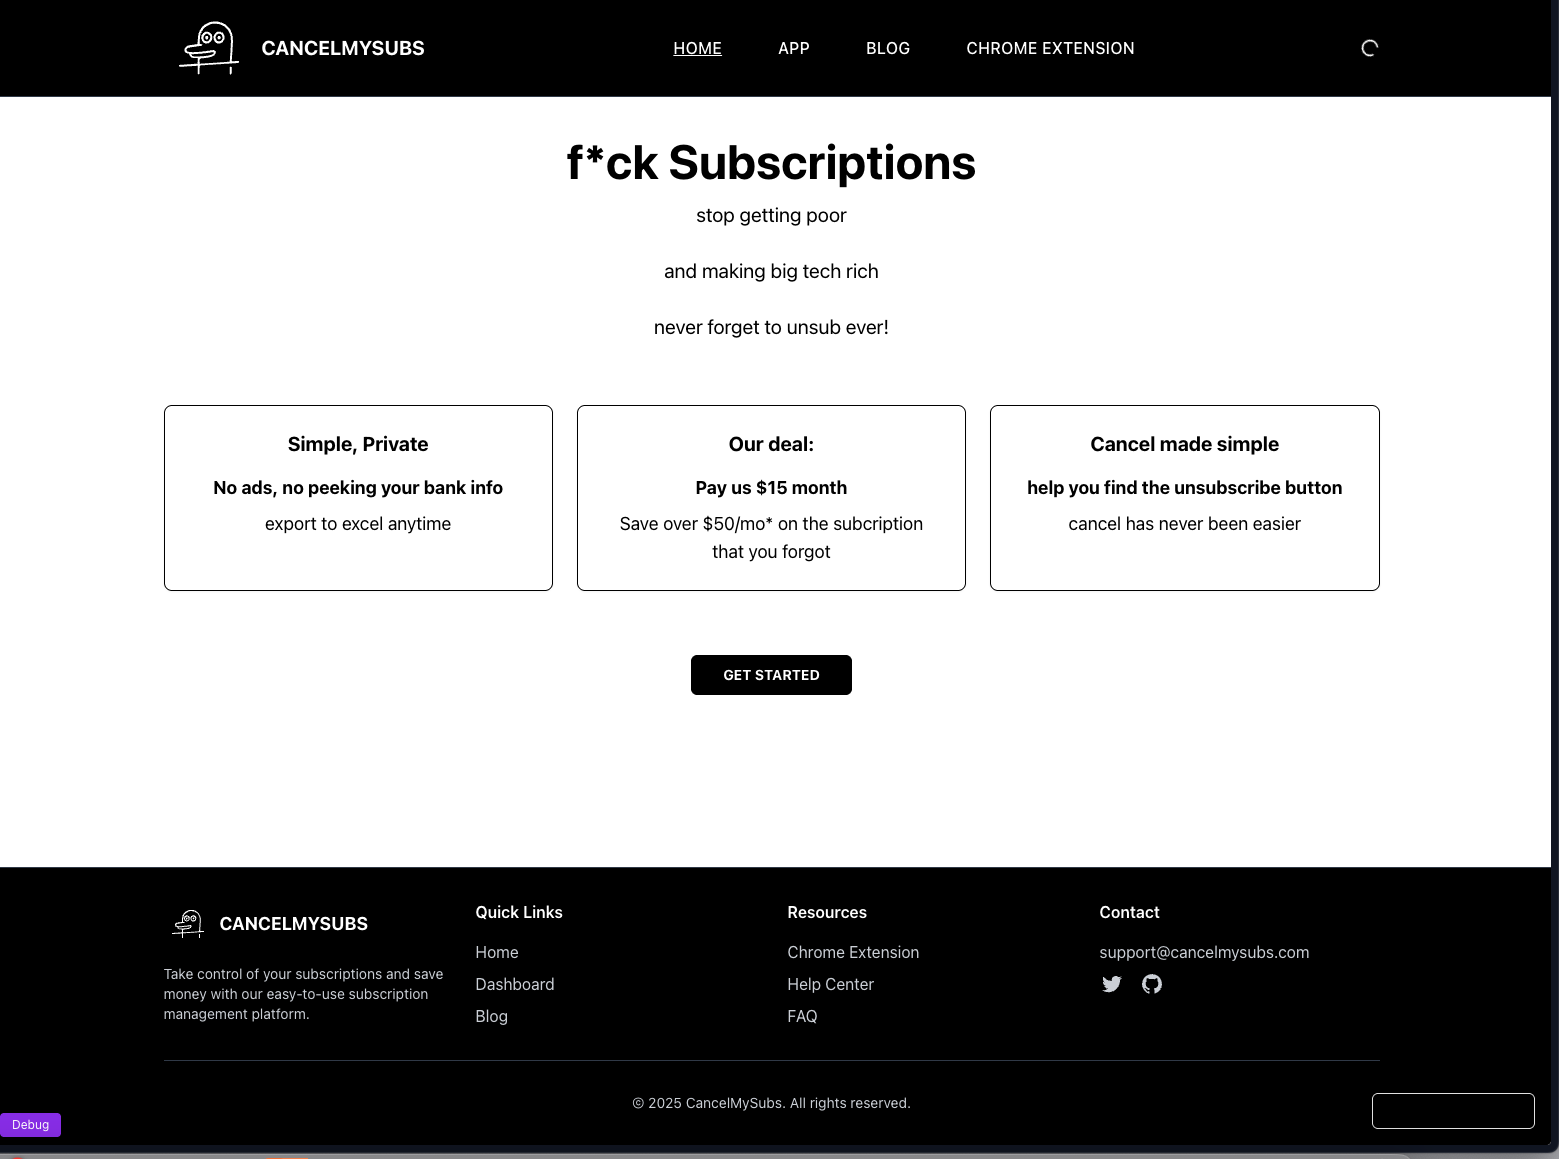 CANCELMYSUBS
HOME
APP
BLOG
CHROME EXTENSION
f*ck Subscriptions
stop getting poor
and making big tech rich
never forget to unsub ever!
Simple, Private
No ads, no peeking your bank info
export to excel anytime
Our deal:
Pay us $15 month
Save over $50/mo* on the subcription
that you forgot
Cancel made simple
help you find the unsubscribe button
cancel has never been easier
GET STARTED
CANCELMYSUBS
Take control of your subscriptions and save
money with our easy-to-use subscription
management platform.
Quick Links
Home
Dashboard
Blog
Resources
Chrome Extension
Help Center
FAQ
Contact
support@cancelmysubs.com
© 2025 CancelMySubs. All rights reserved.
Debug